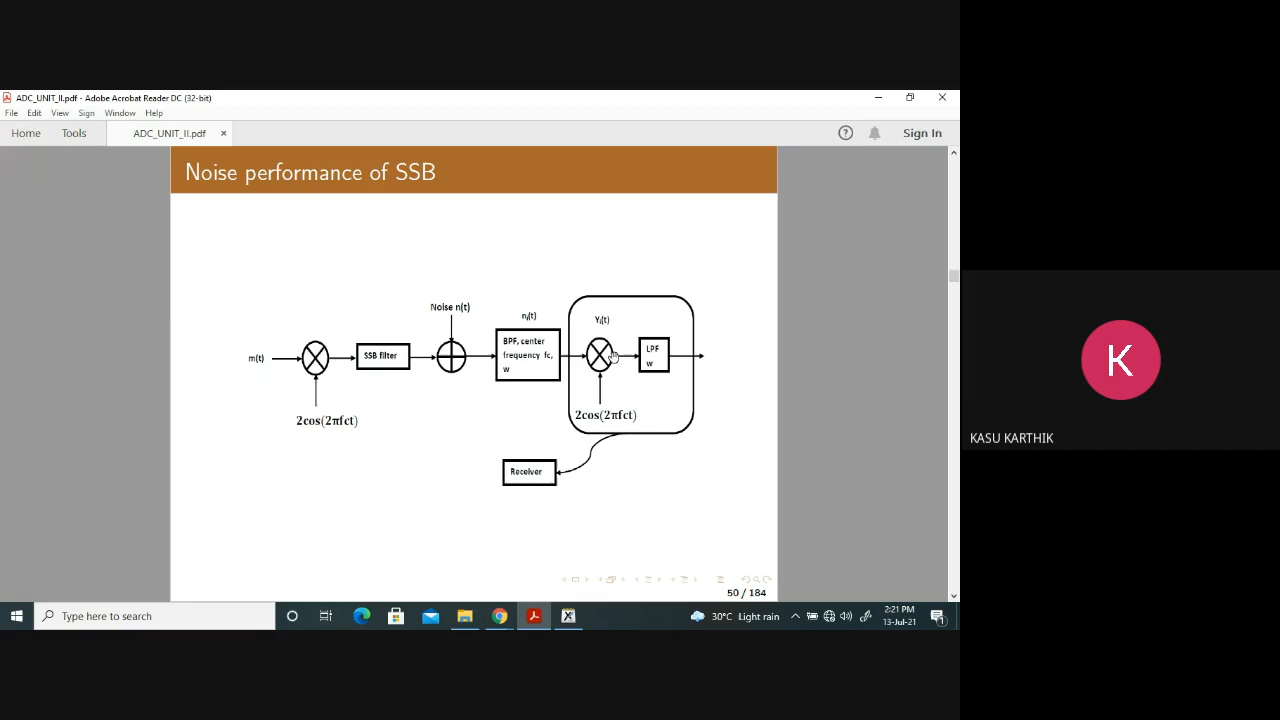 ADC_UNIT_II.pdf - Adobe Acrobat Reader DC (32-bit)
File Edit View Sign Window Help
Home Tools ADC_UNIT_II.pdf × Sign In
Noise performance of SSB
Noise n(t)
nᵢ(t)
Yᵢ(t)
m(t)
SSB filter
BPF, center
frequency fc,
w
LPF
w
2cos(2πfct)
2cos(2πfct)
Receiver
50 / 184
K
KASU KARTHIK
Type here to search
30°C Light rain
2:21 PM
13-Jul-21
1